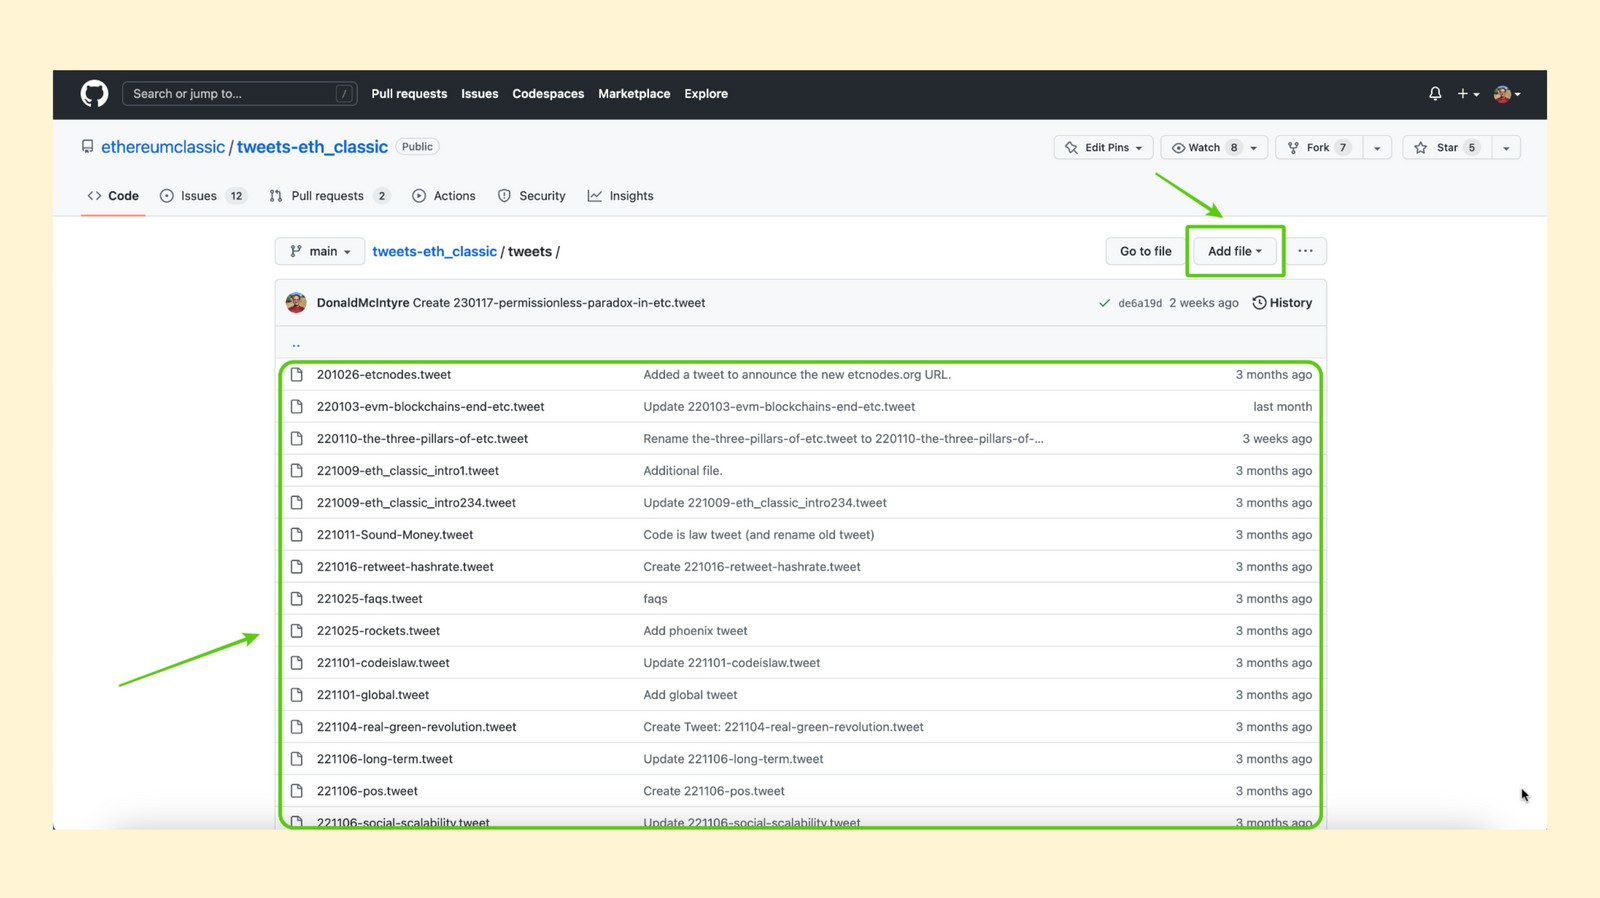 Search or jump to... / Pull requests Issues Codespaces Marketplace Explore
ethereumclassic / tweets-eth_classic Public Edit Pins Watch 8 Fork 7 Star 5
Code Issues 12 Pull requests 2 Actions Security Insights
main tweets-eth_classic / tweets / Go to file Add file ...
DonaldMcIntyre Create 230117-permissionless-paradox-in-etc.tweet de6a19d 2 weeks ago History
..
201026-etcnodes.tweet Added a tweet to announce the new etcnodes.org URL. 3 months ago
220103-evm-blockchains-end-etc.tweet Update 220103-evm-blockchains-end-etc.tweet last month
220110-the-three-pillars-of-etc.tweet Rename the-three-pillars-of-etc.tweet to 220110-the-three-pillars-of-... 3 weeks ago
221009-eth_classic_intro1.tweet Additional file. 3 months ago
221009-eth_classic_intro234.tweet Update 221009-eth_classic_intro234.tweet 3 months ago
221011-Sound-Money.tweet Code is law tweet (and rename old tweet) 3 months ago
221016-retweet-hashrate.tweet Create 221016-retweet-hashrate.tweet 3 months ago
221025-faqs.tweet faqs 3 months ago
221025-rockets.tweet Add phoenix tweet 3 months ago
221101-codeislaw.tweet Update 221101-codeislaw.tweet 3 months ago
221101-global.tweet Add global tweet 3 months ago
221104-real-green-revolution.tweet Create Tweet: 221104-real-green-revolution.tweet 3 months ago
221106-long-term.tweet Update 221106-long-term.tweet 3 months ago
221106-pos.tweet Create 221106-pos.tweet 3 months ago
221106-social-scalability.tweet Update 221106-social-scalability.tweet 3 months ago